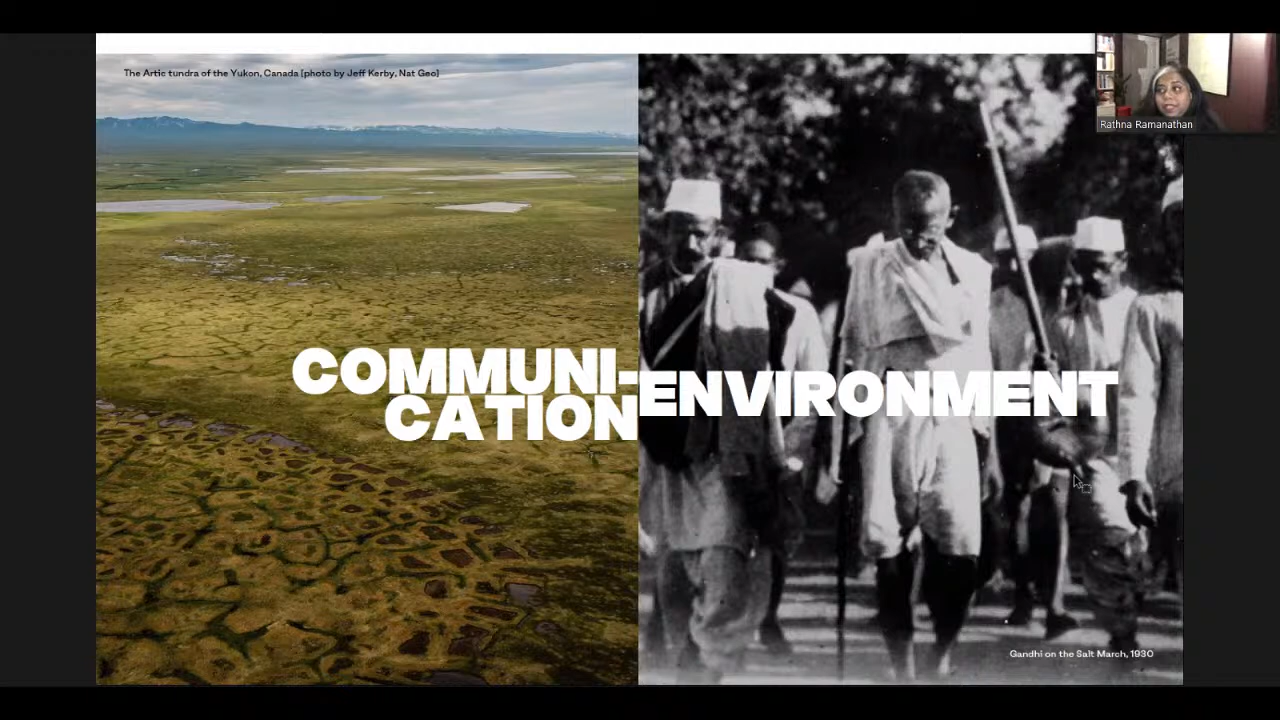 The Artic tundra of the Yukon, Canada [photo by Jeff Kerby, Nat Geo]
Rathna Ramanathan
COMMUNI-
CATION
ENVIRONMENT
Gandhi on the Salt March, 1930